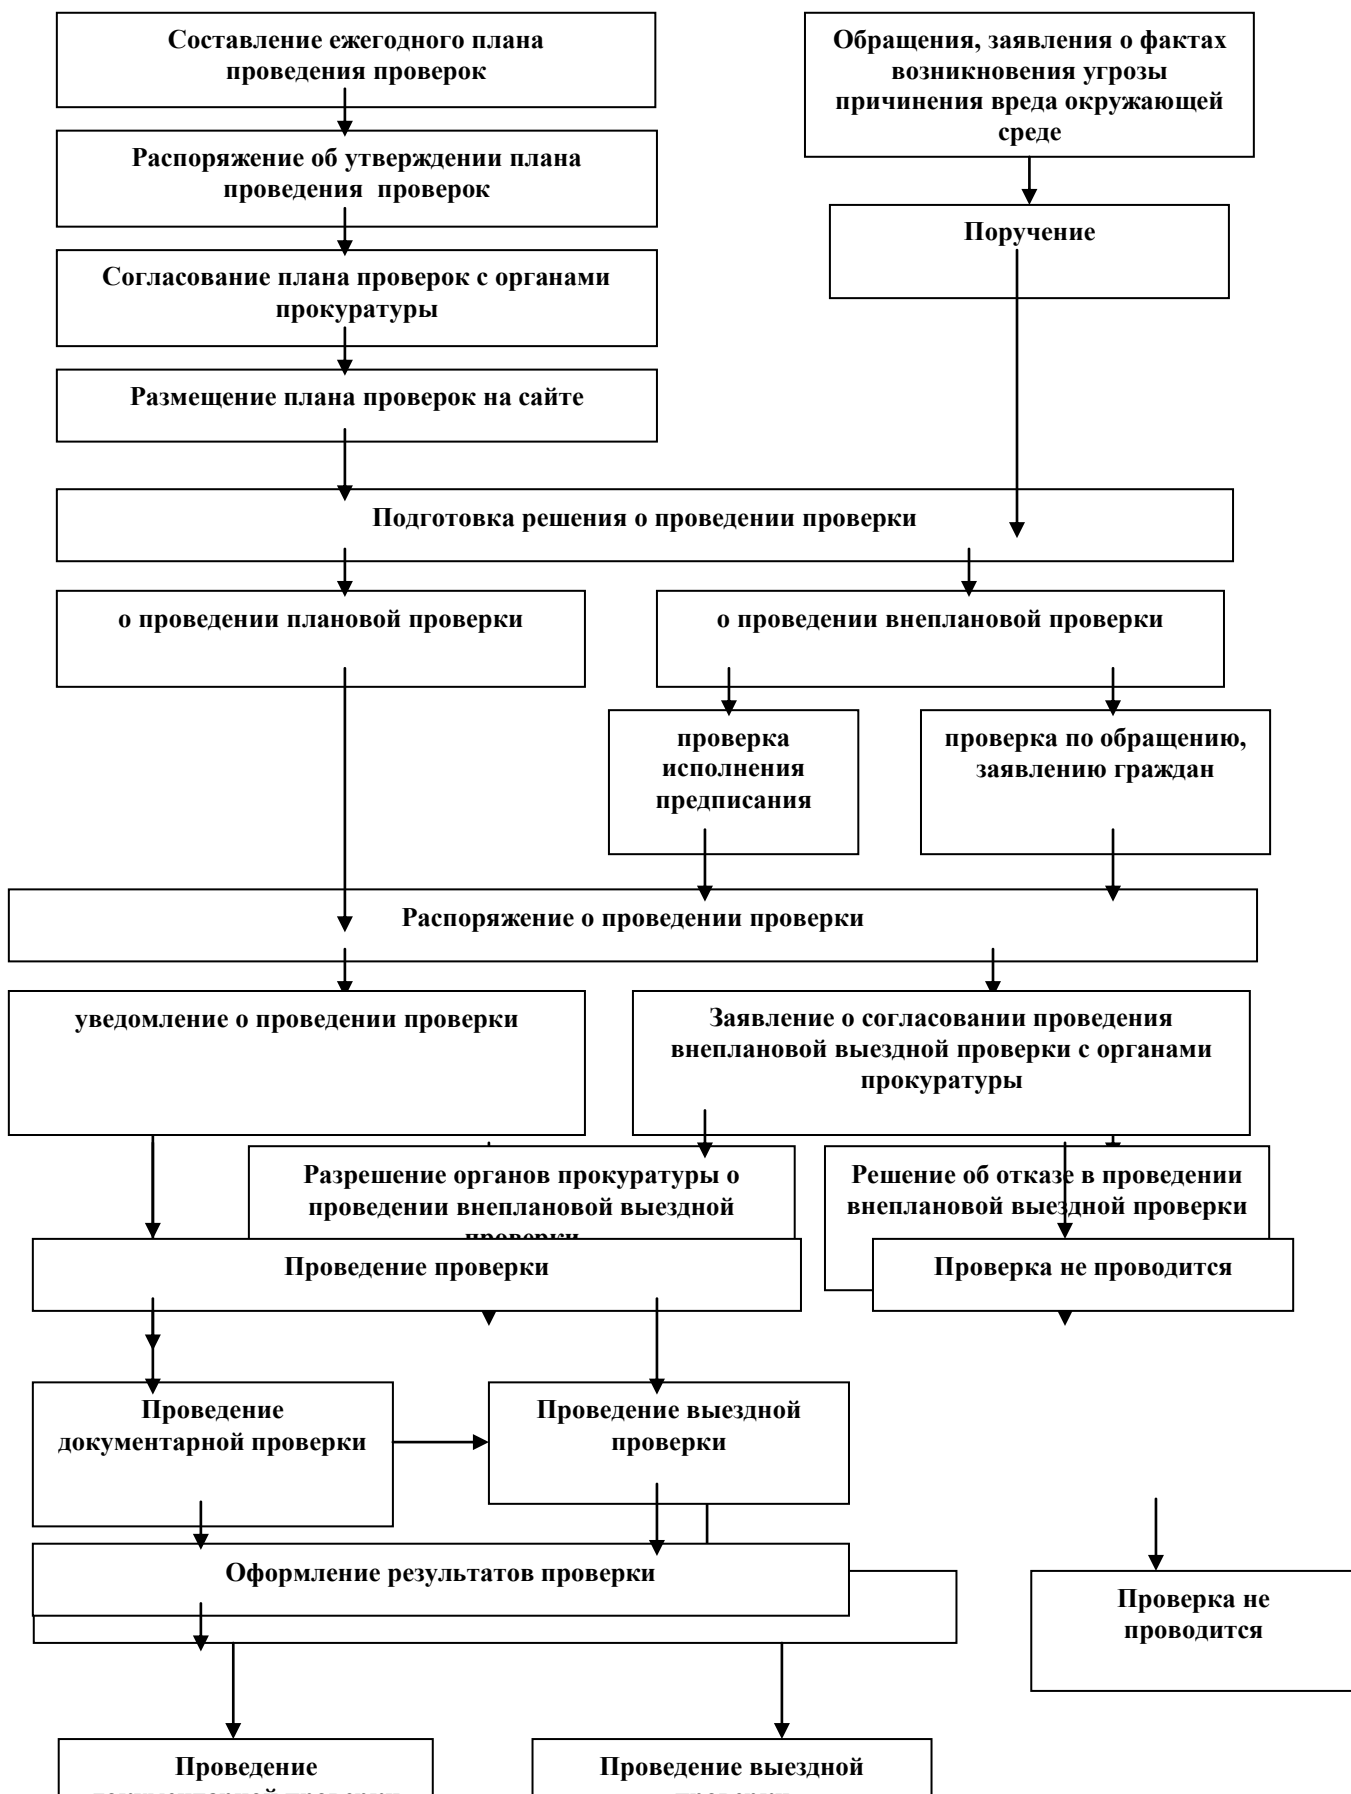 Составление ежегодного плана
проведения проверок
Обращения, заявления о фактах
возникновения угрозы
причинения вреда окружающей
среде
Распоряжение об утверждении плана
проведения проверок
Поручение
Согласование плана проверок с органами
прокуратуры
Размещение плана проверок на сайте
Подготовка решения о проведении проверки
о проведении плановой проверки
о проведении внеплановой проверки
проверка
исполнения
предписания
проверка по обращению,
заявлению граждан
Распоряжение о проведении проверки
уведомление о проведении проверки
Заявление о согласовании проведения
внеплановой выездной проверки с органами
прокуратуры
Разрешение органов прокуратуры о
проведении внеплановой выездной
проверки
Решение об отказе в проведении
внеплановой выездной проверки
Проведение проверки
Проверка не проводится
Проведение
документарной проверки
Проведение выездной
проверки
Оформление результатов проверки
Проверка не
проводится
Проведение
Проведение выездной